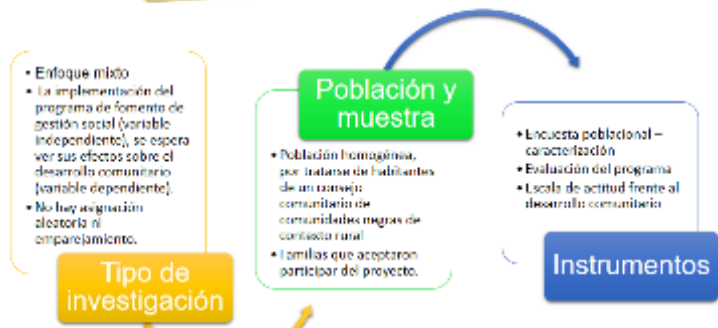 • Enfoque mixto
• La implementación del
programa de fomento de
gestión social (variable
independiente), se espera
ver sus efectos sobre el
desarrollo comunitario
(variable dependiente).
• No hay asignación
aleatoria ni
emparejamiento.
Tipo de
investigación
Población y
muestra
• Población homogénea,
por tratarse de habitantes
de un consejo
comunitario de
comunidades negras de
contexto rural
• Familias que aceptaron
participar del proyecto.
• Encuesta poblacional –
caracterización
• Evaluación del programa
• Escala de actitud frente al
desarrollo comunitario
Instrumentos